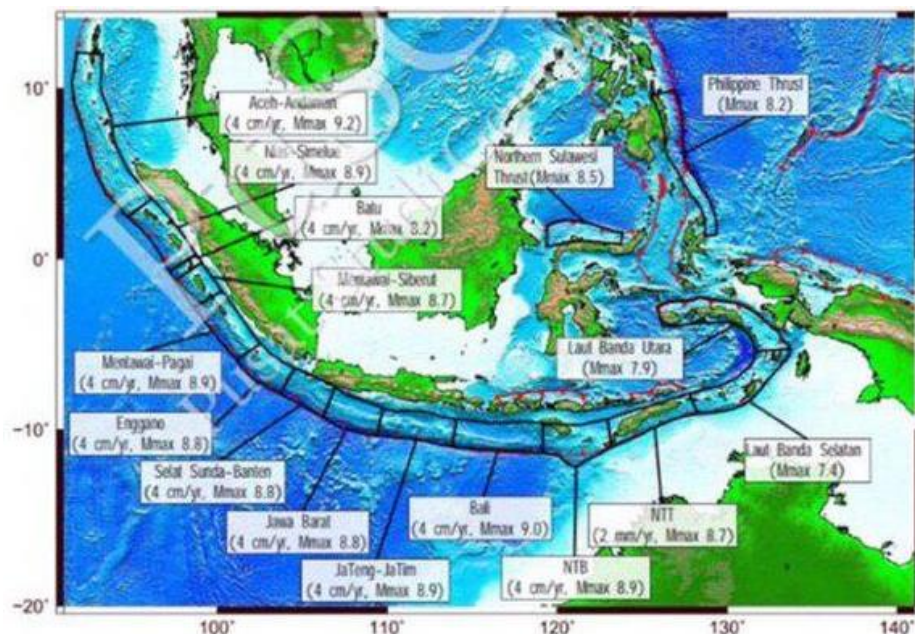 10°
0°
−10°
−20°
100°
110°
120°
130°
140°
Aceh-Andaman
(4 cm/yr, Mmax 9.2)
Nias-Simelue
(4 cm/yr, Mmax 8.9)
Batu
(4 cm/yr, Mmax 8.2)
Mentawai-Siberut
(4 cm/yr, Mmax 8.7)
Mentawai-Pagai
(4 cm/yr, Mmax 8.9)
Enggano
(4 cm/yr, Mmax 8.8)
Selat Sunda-Banten
(4 cm/yr, Mmax 8.8)
Jawa Barat
(4 cm/yr, Mmax 8.8)
JaTeng-JaTim
(4 cm/yr, Mmax 8.9)
Bali
(4 cm/yr, Mmax 9.0)
NTB
(4 cm/yr, Mmax 8.9)
NTT
(2 mm/yr, Mmax 8.7)
Laut Banda Selatan
(Mmax 7.4)
Laut Banda Utara
(Mmax 7.9)
Northern Sulawesi
Thrust(Mmax 8.5)
Philippine Thrust
(Mmax 8.2)